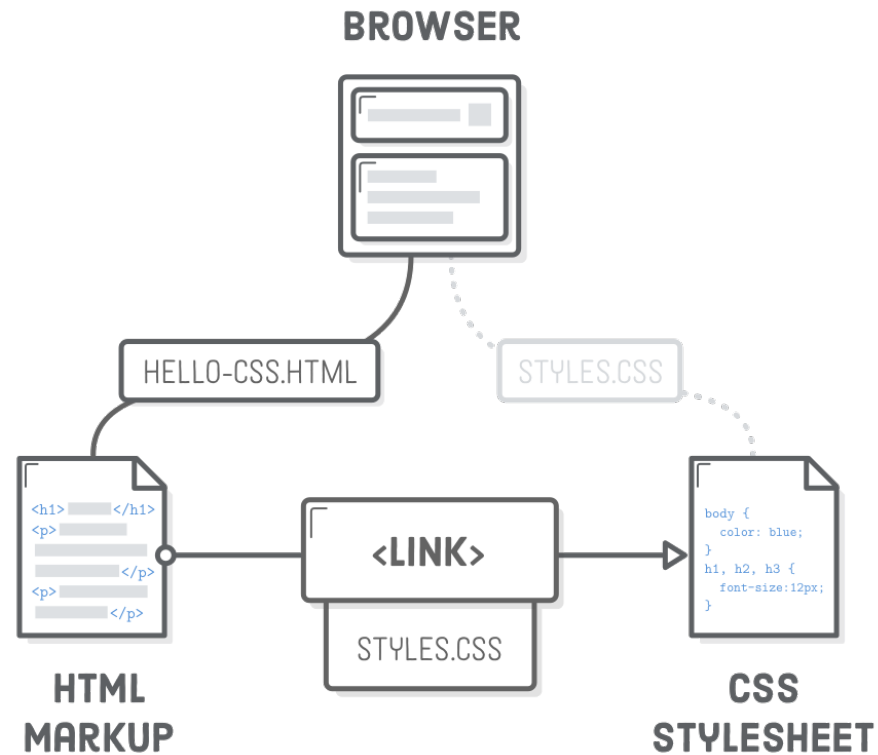 BROWSER
HELLO-CSS.HTML
STYLES.CSS
<h1> </h1>
<p>
</p>
<p>
</p>
<LINK>
STYLES.CSS
body {
color: blue;
}
h1, h2, h3 {
font-size:12px;
}
HTML
MARKUP
CSS
STYLESHEET